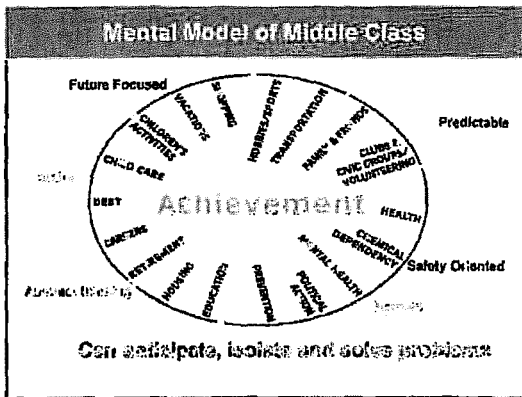 Mental Model of Middle Class
Future Focused
Predictable
SHOPPING
VACATIONS
CHILDREN'S
ACTIVITIES
CHILD CARE
DEBT
CAREERS
RETIREMENT
HOUSING
EDUCATION
PREVENTION
POLITICAL
ACTION
MENTAL HEALTH
CHEMICAL
DEPENDENCY
HEALTH
CLUBS &
CIVIC GROUPS/
VOLUNTEERING
FAMILY & FRIENDS
TRANSPORTATION
HOBBIES/SPORTS
Achievement
Safety Oriented
Abstract thinking
Can anticipate, isolate and solve problems